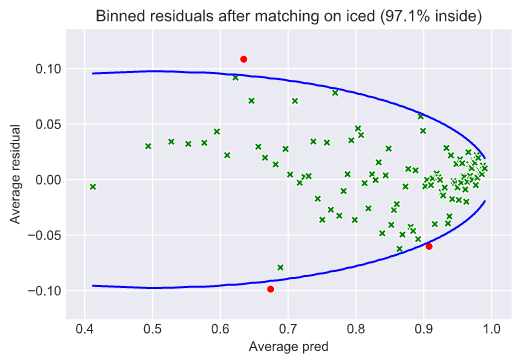 Binned residuals after matching on iced (97.1% inside)
0.10
0.05
0.00
−0.05
−0.10
Average residual
0.4 0.5 0.6 0.7 0.8 0.9 1.0
Average pred